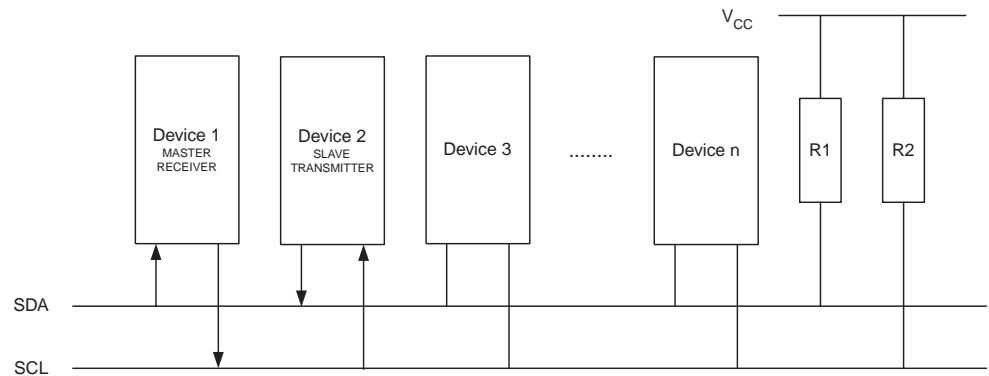 V_CC
Device 1
MASTER
RECEIVER
Device 2
SLAVE
TRANSMITTER
Device 3
........
Device n
R1
R2
SDA
SCL